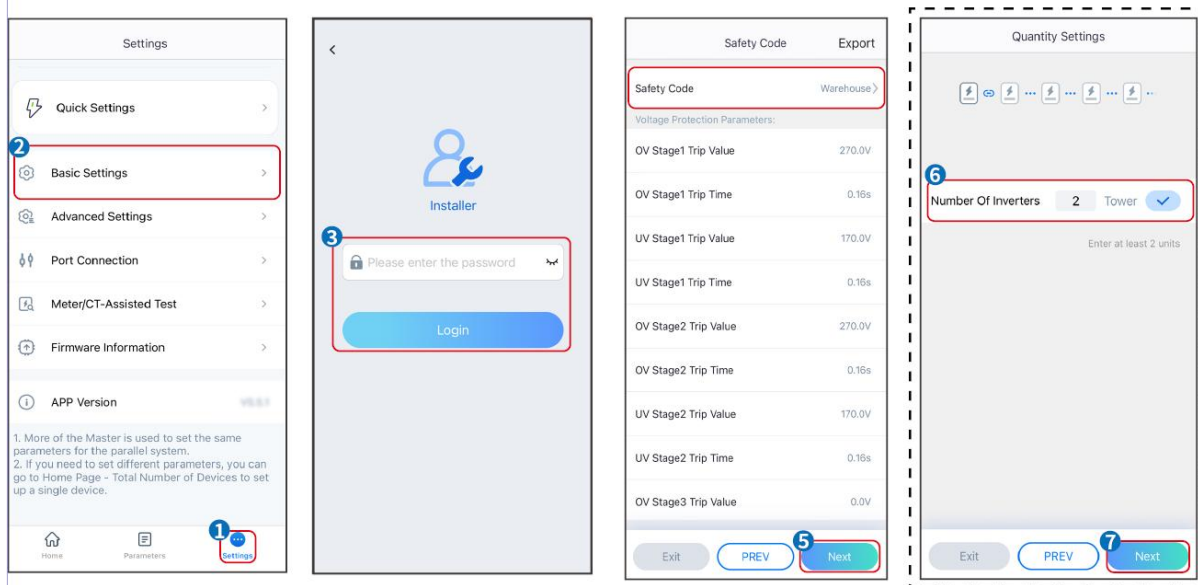 Settings
Quick Settings
2
Basic Settings
Advanced Settings
Port Connection
Meter/CT-Assisted Test
Firmware Information
APP Version
1. More of the Master is used to set the same
parameters for the parallel system.
2. If you need to set different parameters, you can
go to Home Page - Total Number of Devices to set
up a single device.
1
Home
Parameters
Settings
Installer
3
Please enter the password
Login
Safety Code Export
Safety Code Warehouse
Voltage Protection Parameters:
OV Stage1 Trip Value 270.0V
OV Stage1 Trip Time 0.16s
UV Stage1 Trip Value 170.0V
UV Stage1 Trip Time 0.16s
OV Stage2 Trip Value 270.0V
OV Stage2 Trip Time 0.16s
UV Stage2 Trip Value 170.0V
UV Stage2 Trip Time 0.16s
OV Stage3 Trip Value 0.0V
5
Exit PREV Next
Quantity Settings
6
Number Of Inverters 2 Tower
Enter at least 2 units
7
Exit PREV Next